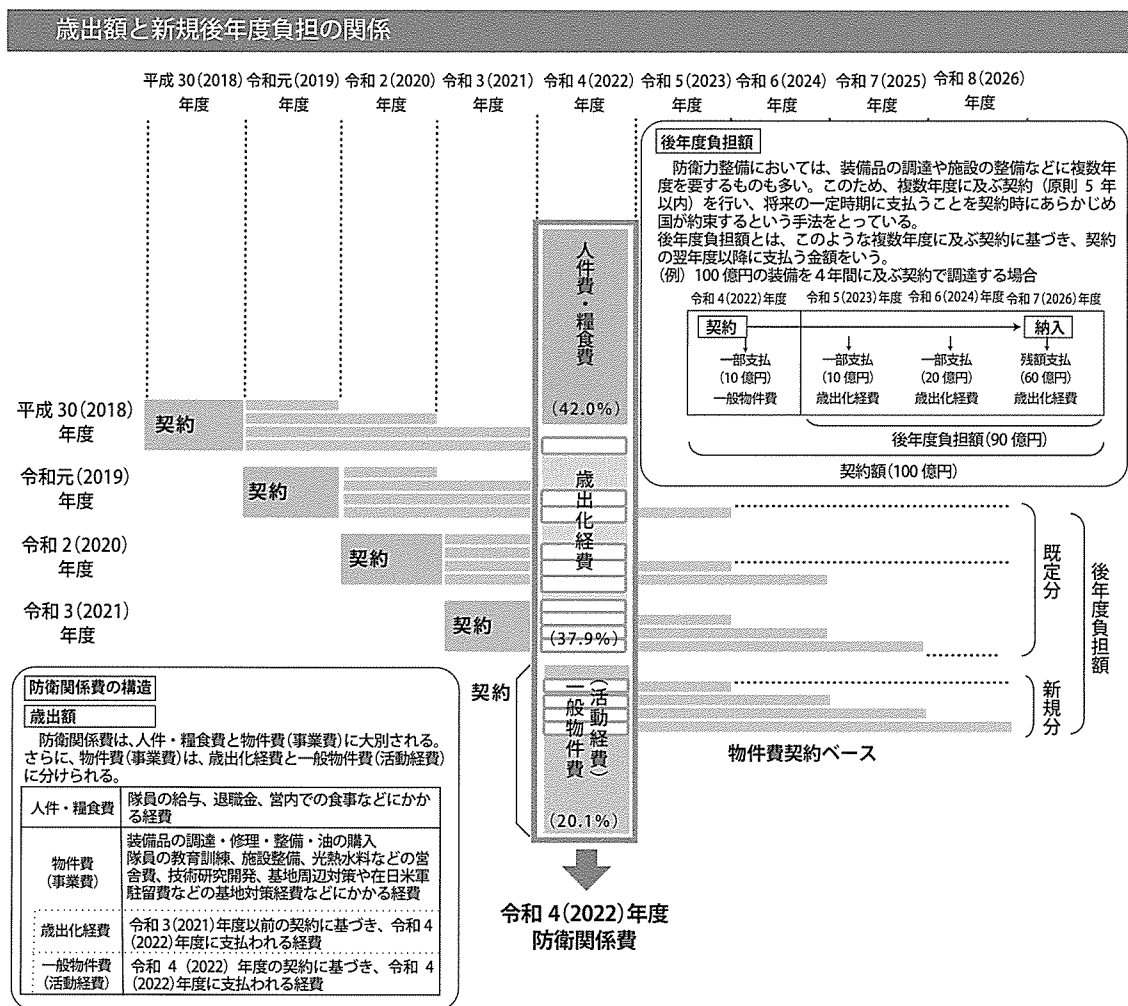 歳出額と新規後年度負担の関係
平成 30(2018) 令和元(2019) 令和 2(2020) 令和 3(2021) 令和 4(2022) 令和 5(2023) 令和 6(2024) 令和 7(2025) 令和 8(2026)
年度 年度 年度 年度 年度 年度 年度 年度 年度
後年度負担額
防衛力整備においては、装備品の調達や施設の整備などに複数年
度を要するものも多い。このため、複数年度に及ぶ契約(原則 5 年
以内)を行い、将来の一定時期に支払うことを契約時にあらかじめ
国が約束するという手法をとっている。
後年度負担額とは、このような複数年度に及ぶ契約に基づき、契約
の翌年度以降に支払う金額をいう。
(例)100 億円の装備を4年間に及ぶ契約で調達する場合
令和 4(2022)年度 令和 5(2023)年度 令和 6(2024)年度 令和 7(2026)年度
契約 納入
一部支払 一部支払 一部支払 残額支払
(10 億円) (10 億円) (20 億円) (60 億円)
一般物件費 歳出化経費 歳出化経費 歳出化経費
後年度負担額(90 億円)
契約額(100 億円)
人件費・糧食費
(42.0%)
歳出化経費
(37.9%)
一般物件費
(活動経費)
(20.1%)
平成 30(2018)
年度
契約
令和元(2019)
年度
契約
令和 2(2020)
年度
契約
令和 3(2021)
年度
契約
契約
既定分
新規分
後年度負担額
物件費契約ベース
令和 4(2022)年度
防衛関係費
防衛関係費の構造
歳出額
防衛関係費は、人件・糧食費と物件費(事業費)に大別される。
さらに、物件費(事業費)は、歳出化経費と一般物件費(活動経費)
に分けられる。
人件・糧食費
隊員の給与、退職金、営内での食事などにかか
る経費
物件費
(事業費)
装備品の調達・修理・整備・油の購入
隊員の教育訓練、施設整備、光熱水料などの営
舎費、技術研究開発、基地周辺対策や在日米軍
駐留費などの基地対策経費などにかかる経費
歳出化経費
令和 3(2021)年度以前の契約に基づき、令和 4
(2022)年度に支払われる経費
一般物件費
(活動経費)
令和 4(2022)年度の契約に基づき、令和 4
(2022)年度に支払われる経費